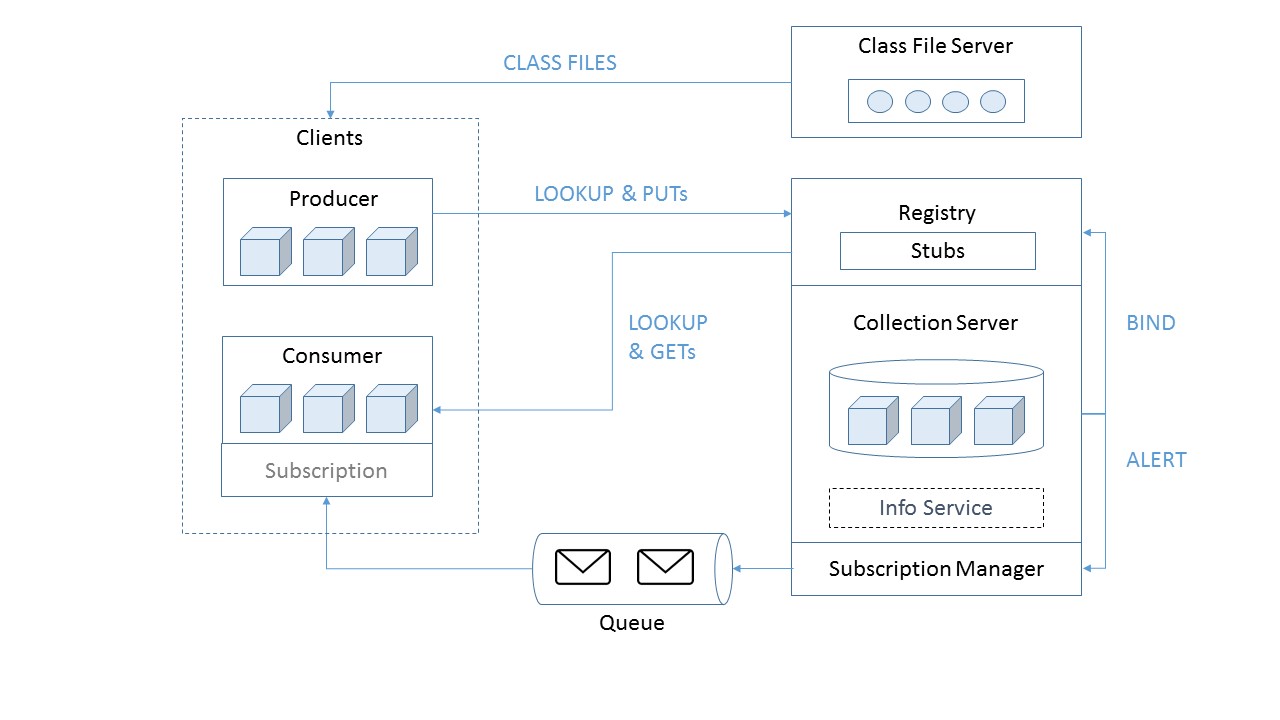 Class File Server
CLASS FILES
Clients
Producer
LOOKUP & PUTs
Registry
Stubs
LOOKUP
& GETs
Collection Server
BIND
Consumer
Subscription
ALERT
Info Service
Subscription Manager
Queue